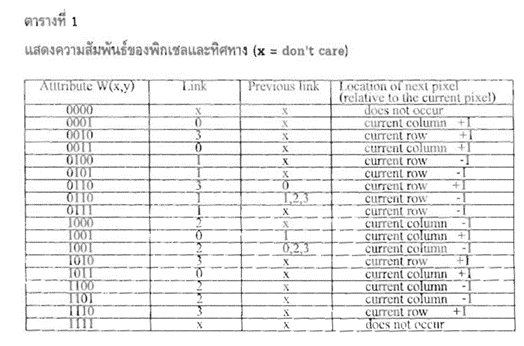 ตารางที่ 1
แสดงความสัมพันธ์ของพิกเซลและทิศทาง (x = don't care)
Atttribute W(x,y) Link Previous link Location of next pixel
(relative to the current pixel)
0000 x x does not occur
0001 0 x current column +1
0010 3 x current row +1
0011 0 x current column +1
0100 1 x current row -1
0101 1 x current row -1
0110 3 0 current row +1
0110 1 1,2,3 current row -1
0111 1 x current row -1
1000 2 x current column -1
1001 0 1 current column +1
1001 2 0,2,3 current column -1
1010 3 x current row +1
1011 0 x current column +1
1100 2 x current column -1
1101 2 x current column -1
1110 3 x current row +1
1111 x x does not occur